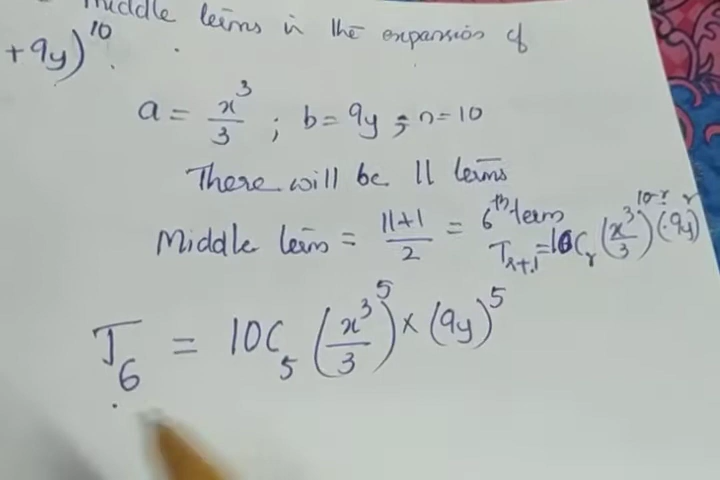 Middle terms in the expansion of
+9y)^10.
a = x^3/3 ; b = 9y ; n = 10
There will be 11 terms
Middle term = (11+1)/2 = 6th term
T_{r+1} = 10C_r (x^3/3)^{10-r} (9y)^r
T_6 = 10C_5 (x^3/3)^5 × (9y)^5